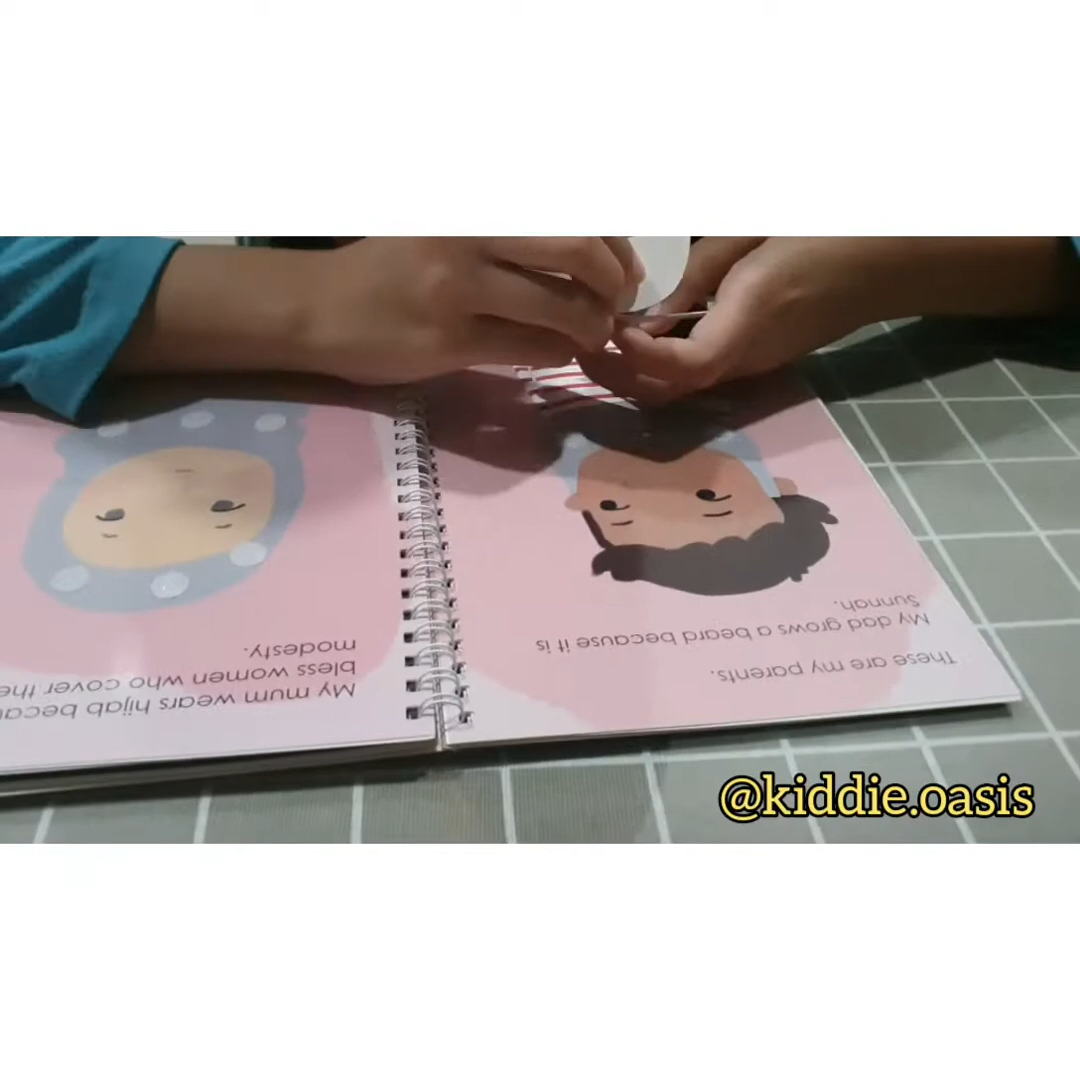 These are my parents.
My dad grows a beard because it is
Sunnah.
My mum wears hijab
bless women who cover
modesty.
@kiddie.oasis